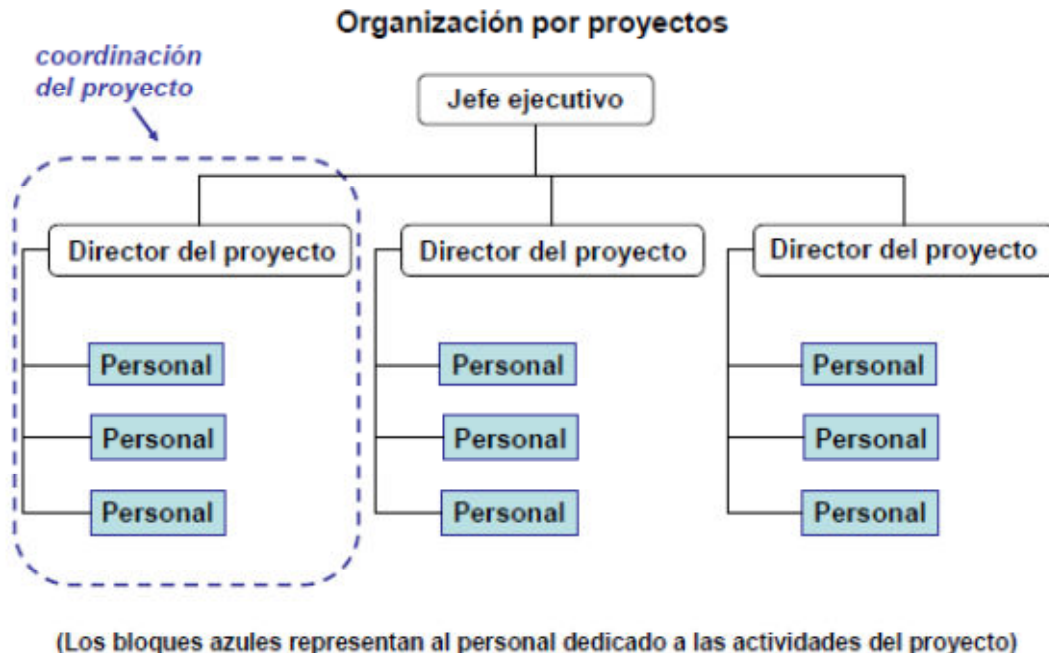 Organización por proyectos
coordinación
del proyecto
Jefe ejecutivo
Director del proyecto
Director del proyecto
Director del proyecto
Personal
Personal
Personal
Personal
Personal
Personal
Personal
Personal
Personal
(Los bloques azules representan al personal dedicado a las actividades del proyecto)